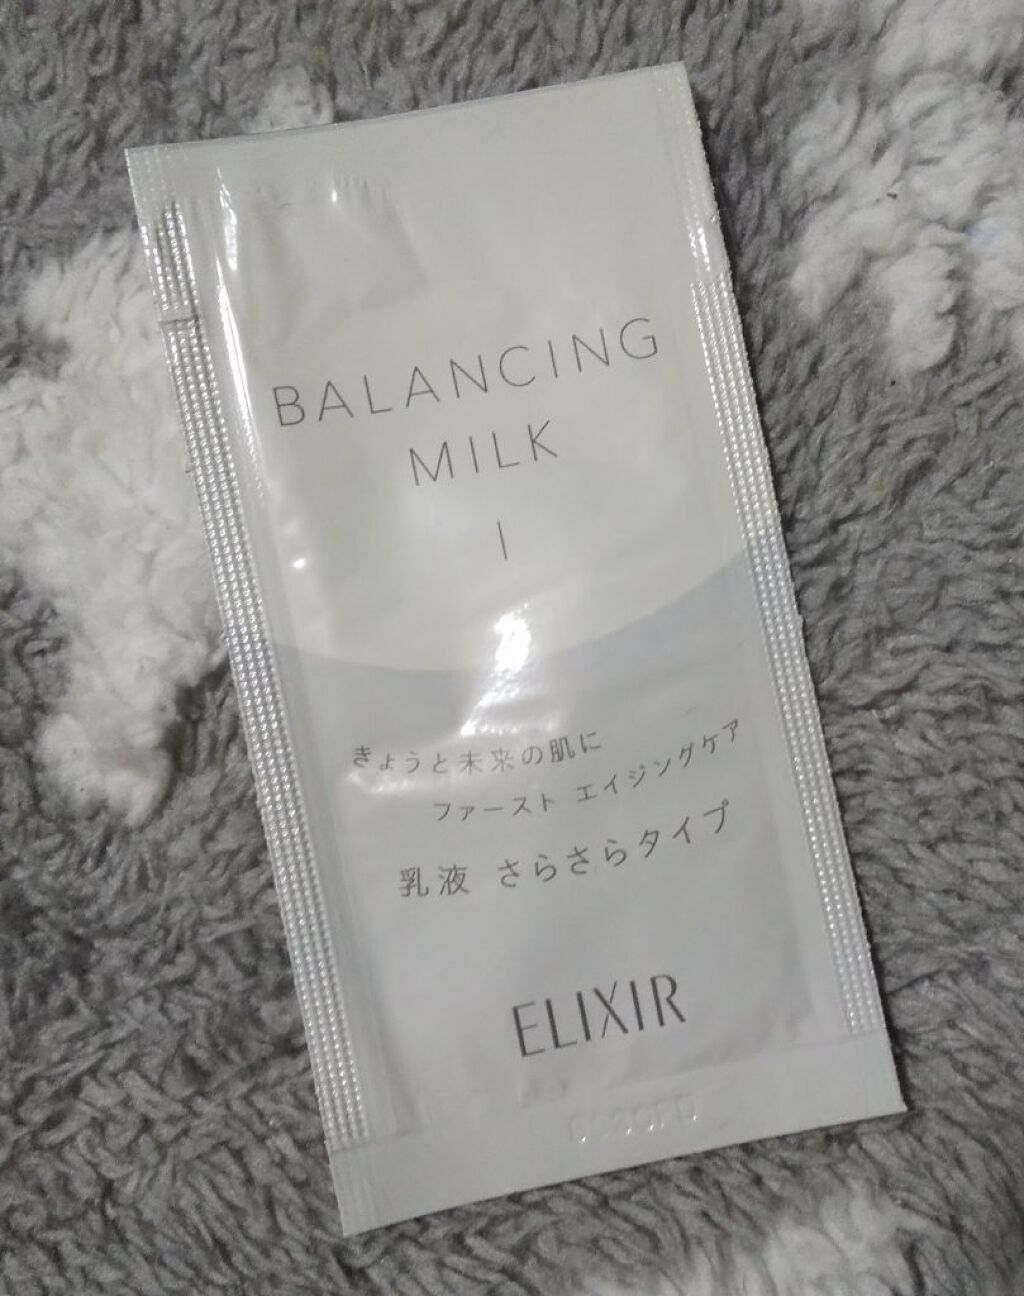 BALANCING
MILK
I
きょうと未来の肌に
ファースト エイジングケア
乳液 さらさらタイプ
ELIXIR